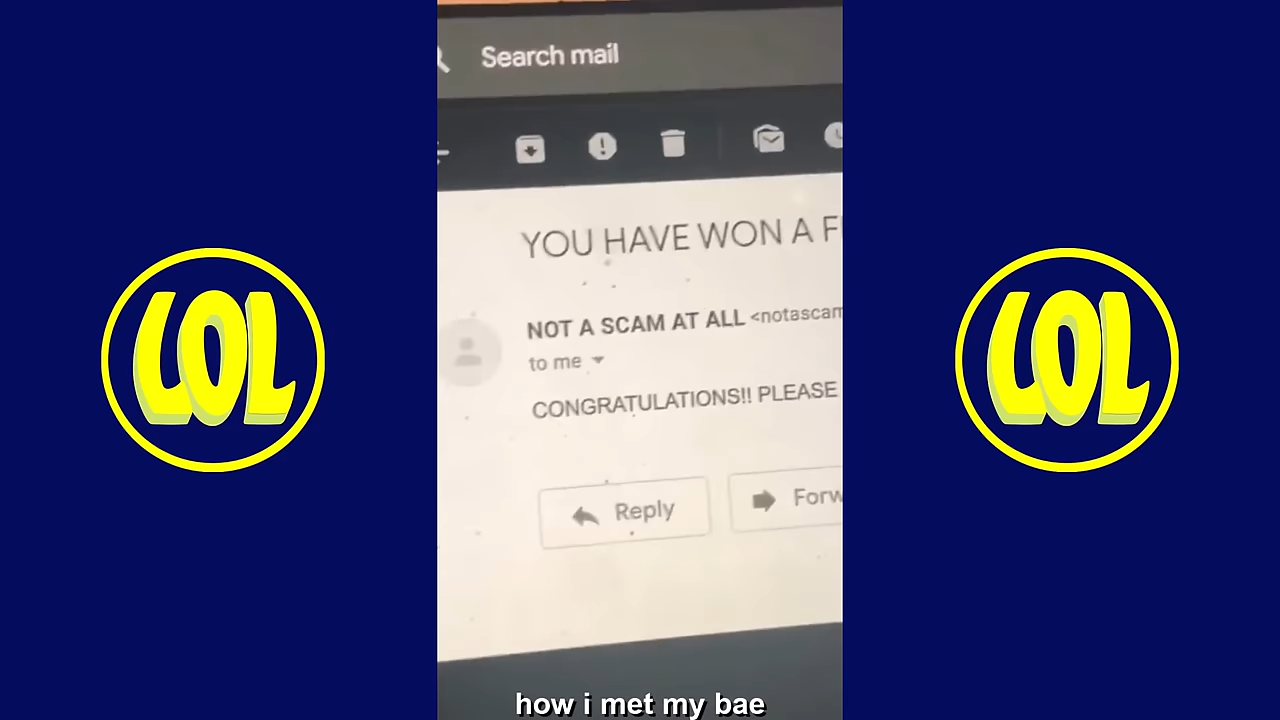 Search mail
YOU HAVE WON A F
NOT A SCAM AT ALL <notascam
to me
CONGRATULATIONS!! PLEASE
Reply
Forw
LOL
LOL
how i met my bae